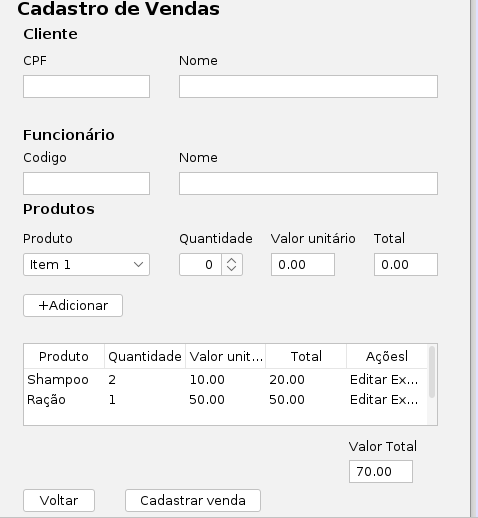 Cadastro de Vendas
Cliente
CPF Nome
Funcionário
Codigo Nome
Produtos
Produto Quantidade Valor unitário Total
Item 1 0 0.00 0.00
+Adicionar
Produto Quantidade Valor unit... Total Açõesl
Shampoo 2 10.00 20.00 Editar Ex...
Ração 1 50.00 50.00 Editar Ex...
Valor Total
70.00
Voltar Cadastrar venda